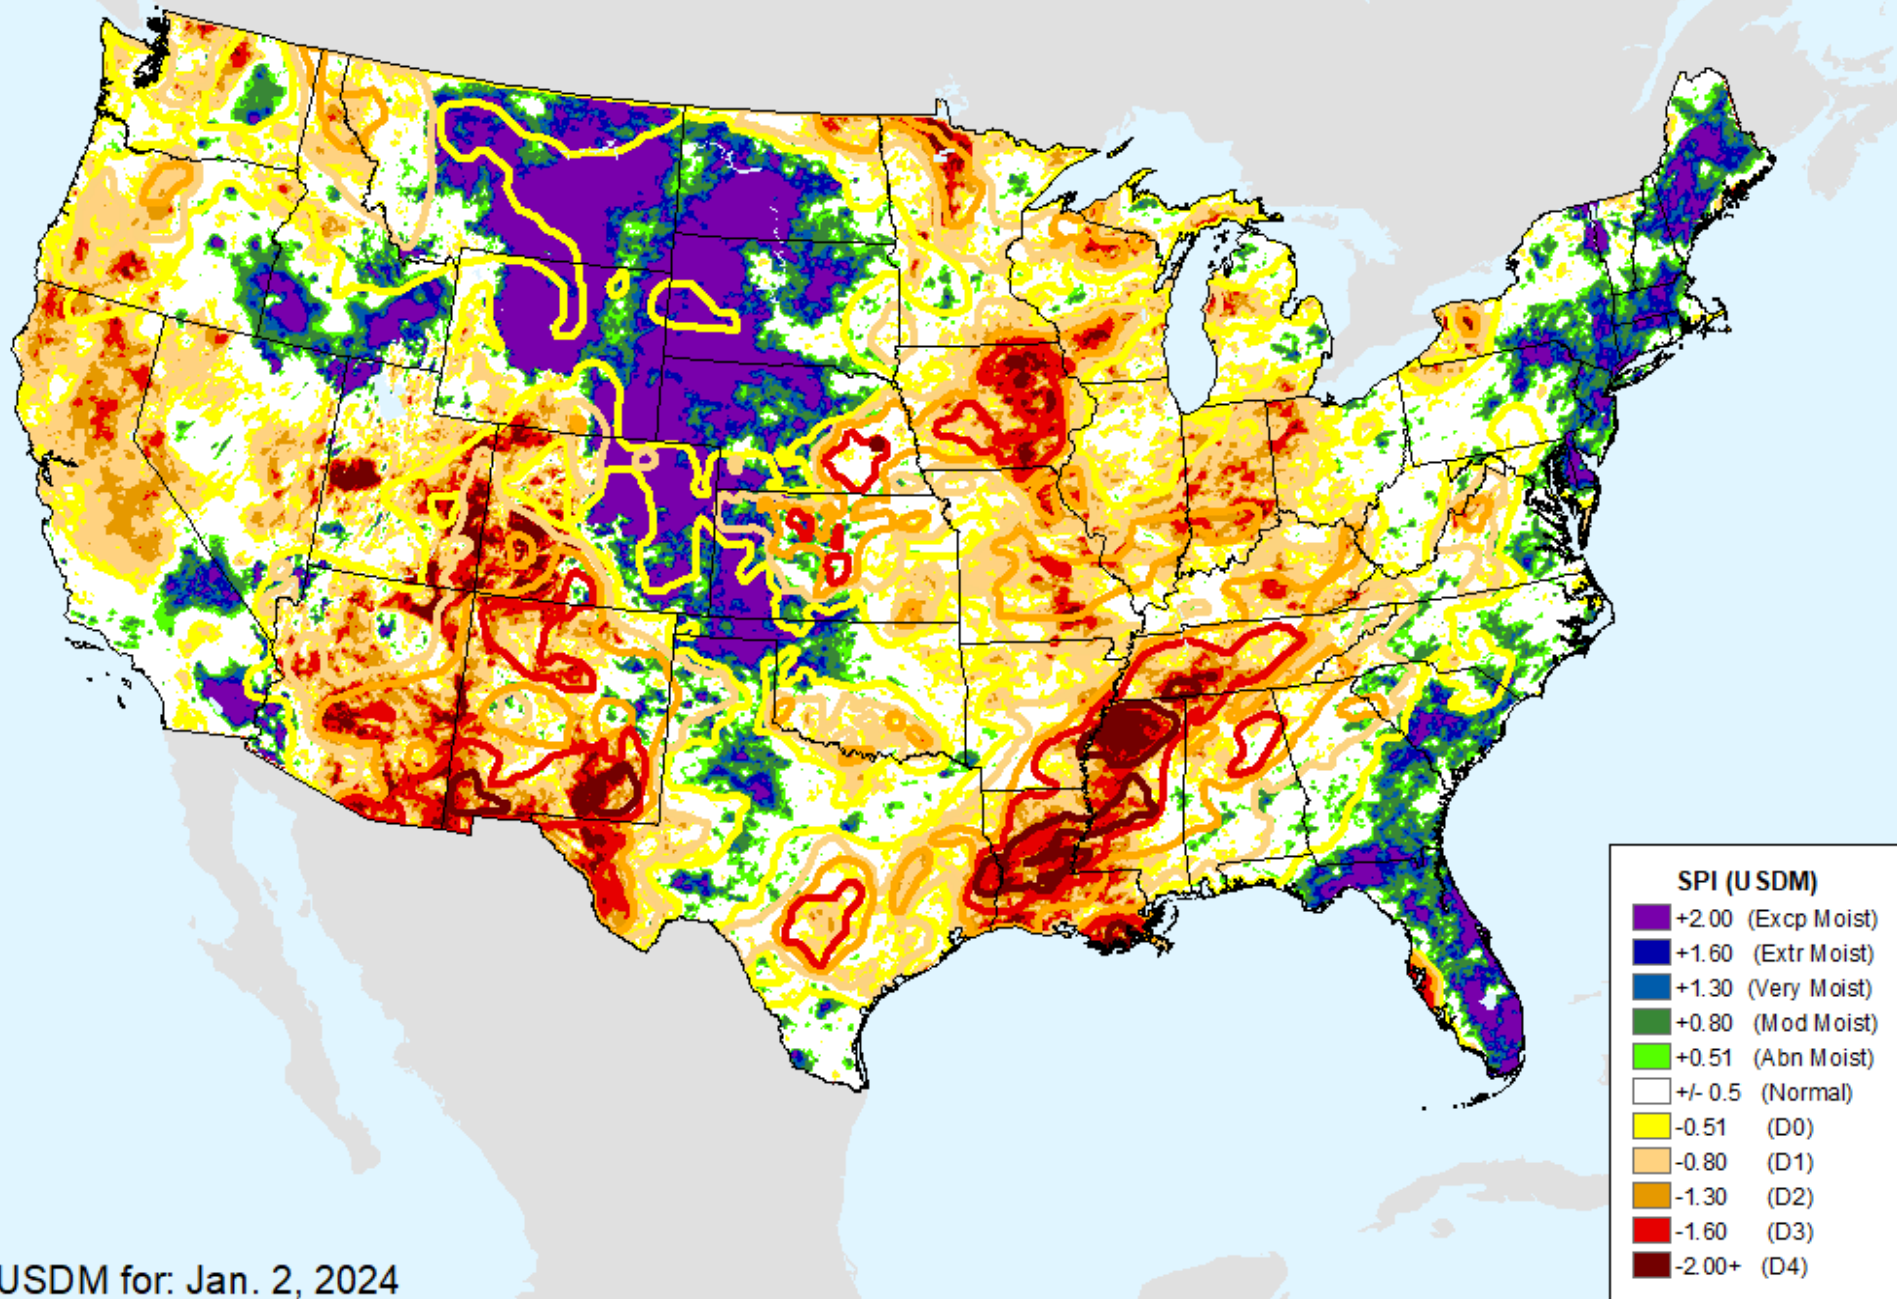 SPI (USDM)
+2.00 (Excp Moist)
+1.60 (Extr Moist)
+1.30 (Very Moist)
+0.80 (Mod Moist)
+0.51 (Abn Moist)
+/- 0.5 (Normal)
-0.51 (D0)
-0.80 (D1)
-1.30 (D2)
-1.60 (D3)
-2.00+ (D4)
USDM for: Jan. 2, 2024